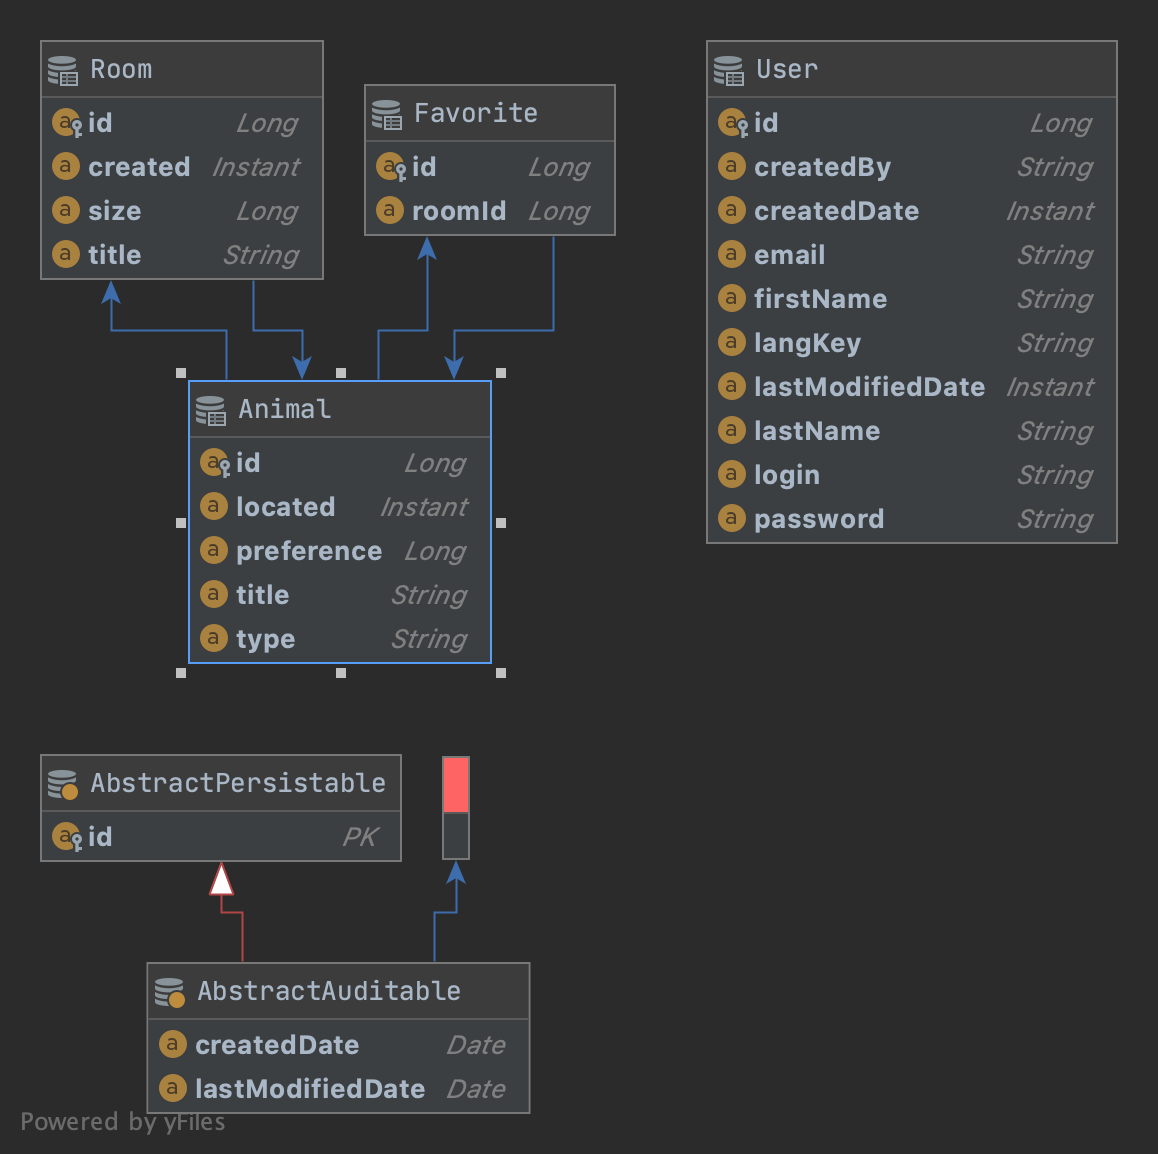 Room
id Long
created Instant
size Long
title String
Favorite
id Long
roomId Long
User
id Long
createdBy String
createdDate Instant
email String
firstName String
langKey String
lastModifiedDate Instant
lastName String
login String
password String
Animal
id Long
located Instant
preference Long
title String
type String
AbstractPersistable
id PK
AbstractAuditable
createdDate Date
lastModifiedDate Date
Powered by yFiles